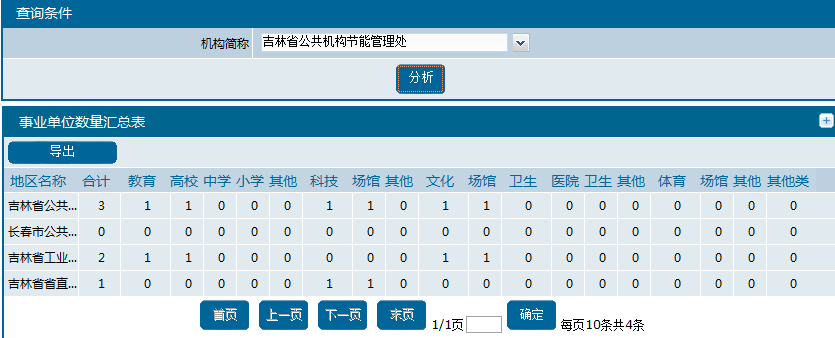 查询条件
机构简称 吉林省公共机构节能管理处
分析
事业单位数量汇总表
导出
地区名称 合计 教育 高校 中学 小学 其他 科技 场馆 其他 文化 场馆 卫生 医院 卫生 其他 体育 场馆 其他 其他类
吉林省公共... 3 1 1 0 0 0 1 1 0 1 1 0 0 0 0 0 0 0 0
长春市公共... 0 0 0 0 0 0 0 0 0 0 0 0 0 0 0 0 0 0 0
吉林省工业... 2 1 1 0 0 0 0 0 0 1 1 0 0 0 0 0 0 0 0
吉林省省直... 1 0 0 0 0 0 1 1 0 0 0 0 0 0 0 0 0 0 0
首页 上一页 下一页 末页 1/1页 确定 每页10条共4条